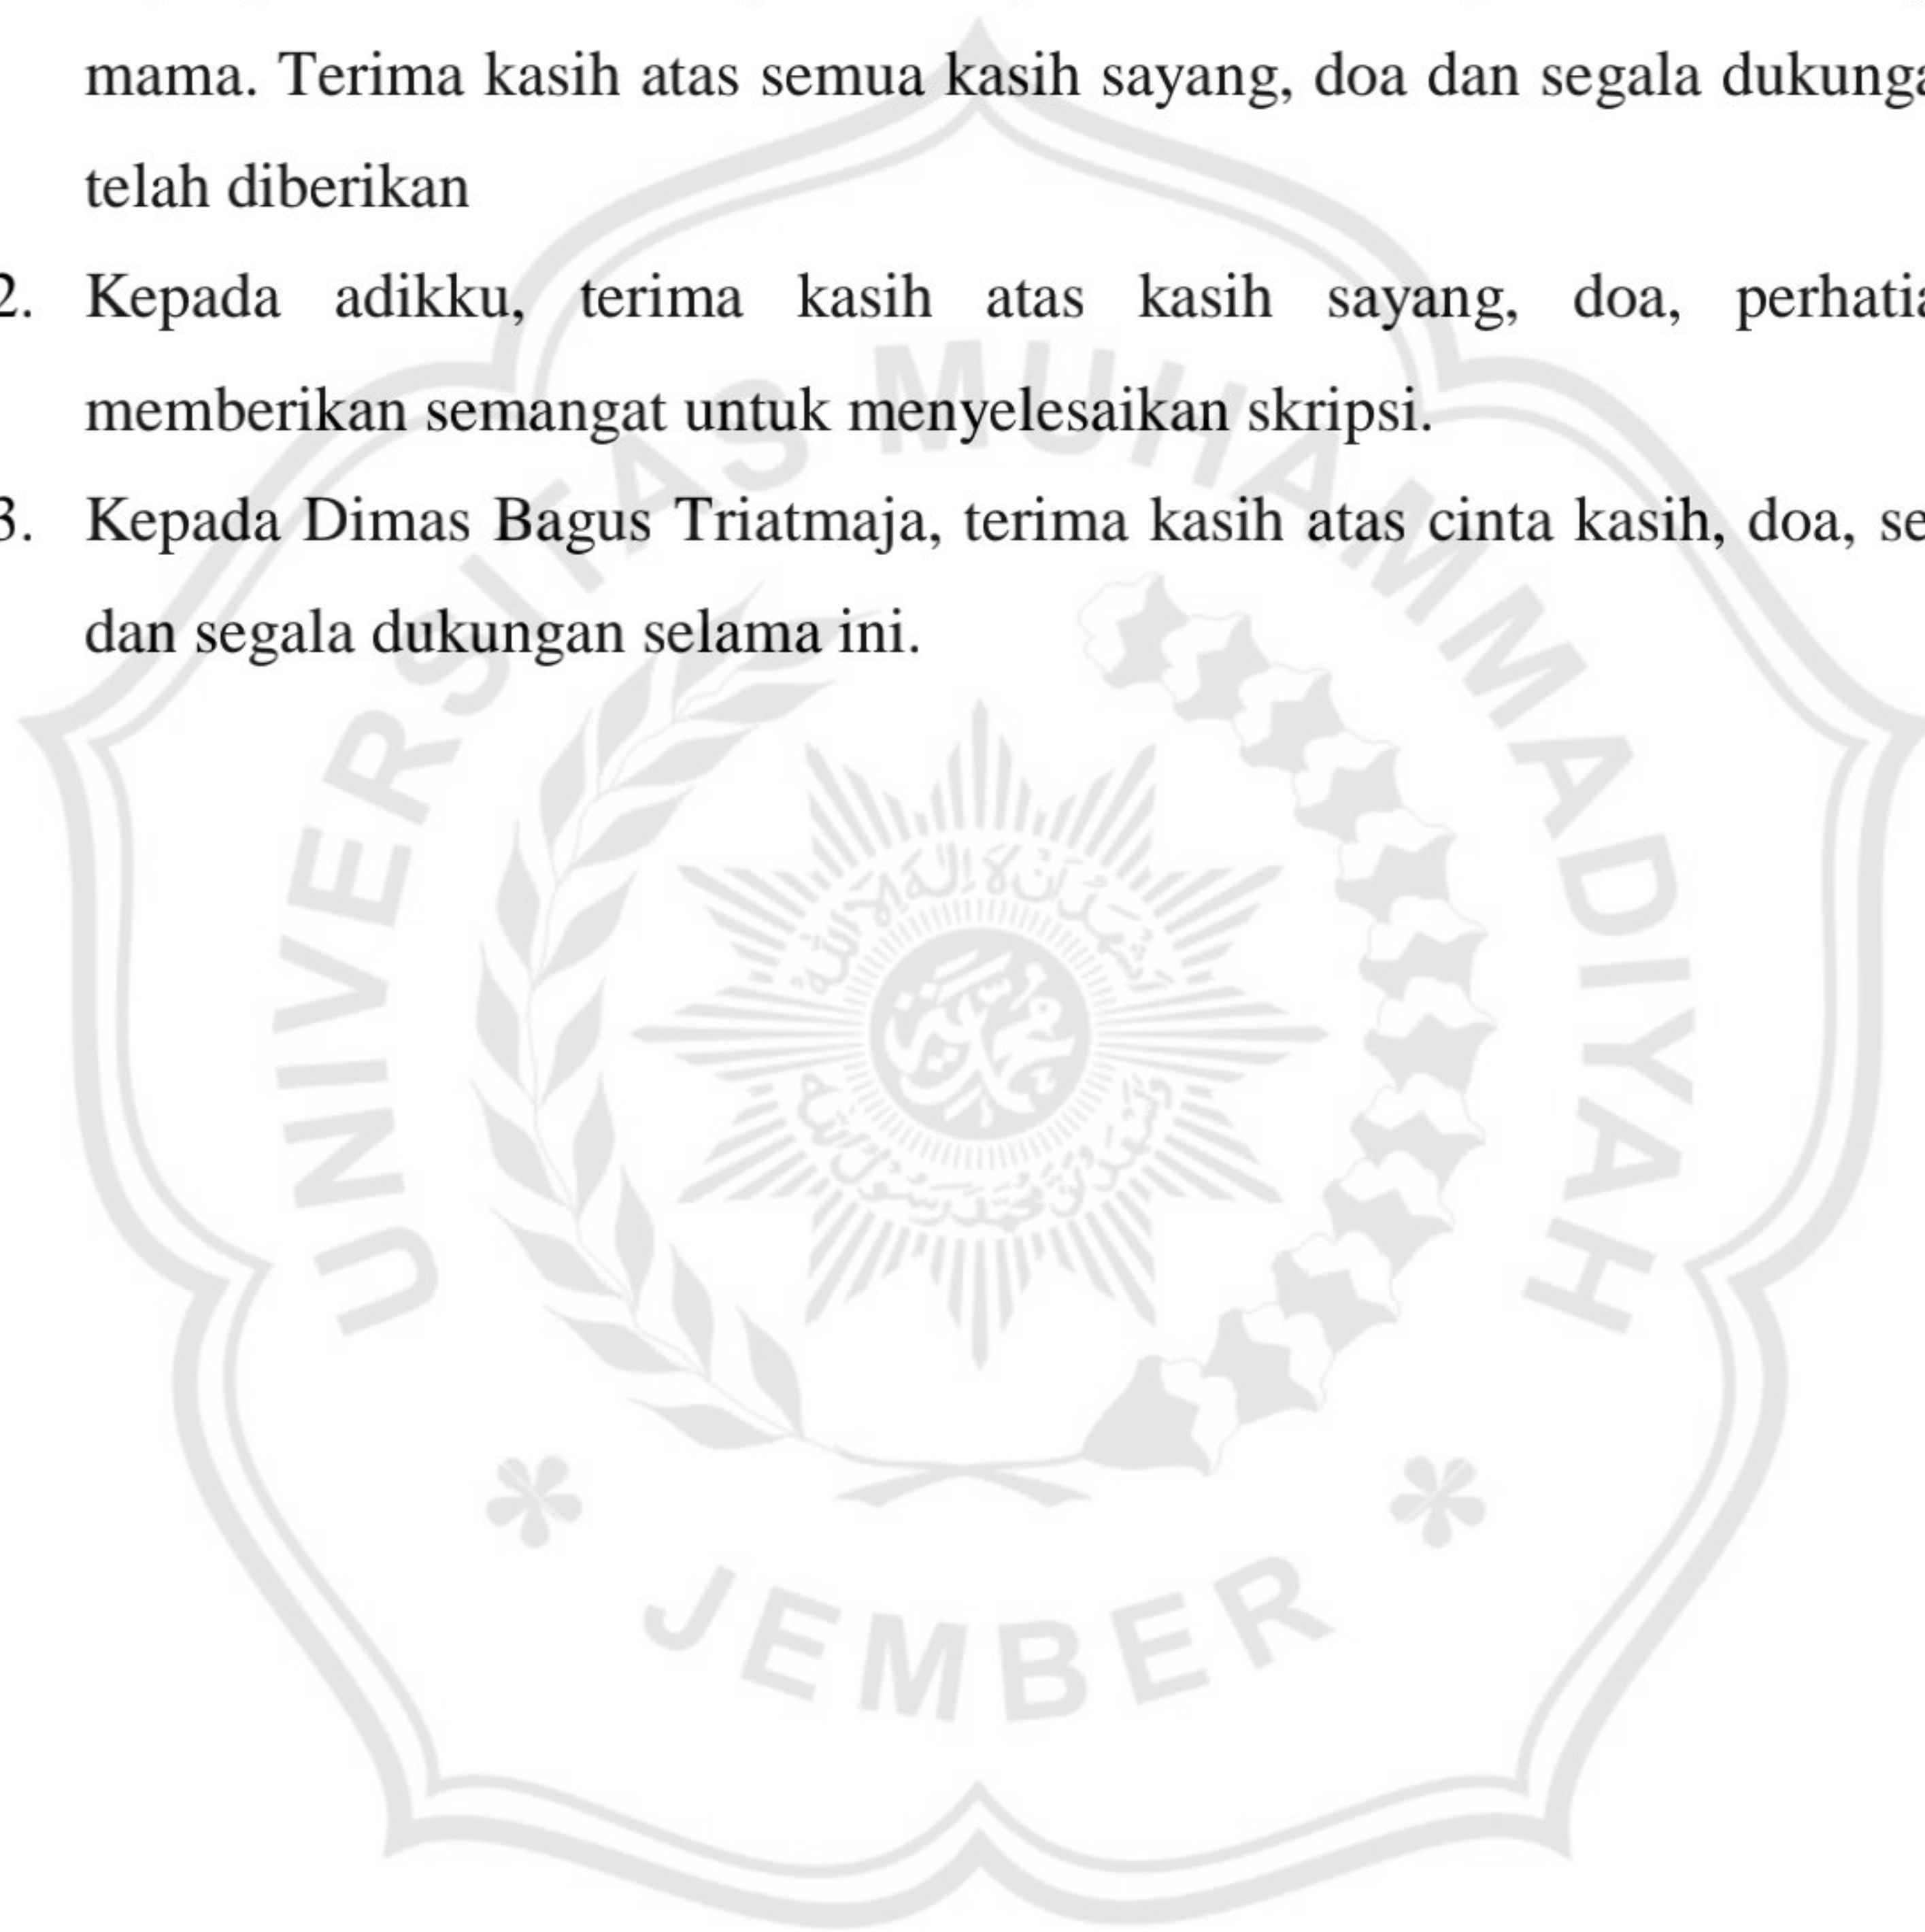 mama. Terima kasih atas semua kasih sayang, doa dan segala dukunga
telah diberikan
2. Kepada adikku, terima kasih atas kasih sayang, doa, perhatia
memberikan semangat untuk menyelesaikan skripsi.
3. Kepada Dimas Bagus Triatmaja, terima kasih atas cinta kasih, doa, se
dan segala dukungan selama ini.
UNIVERSITAS MUHAMMADIYAH
JEMBER